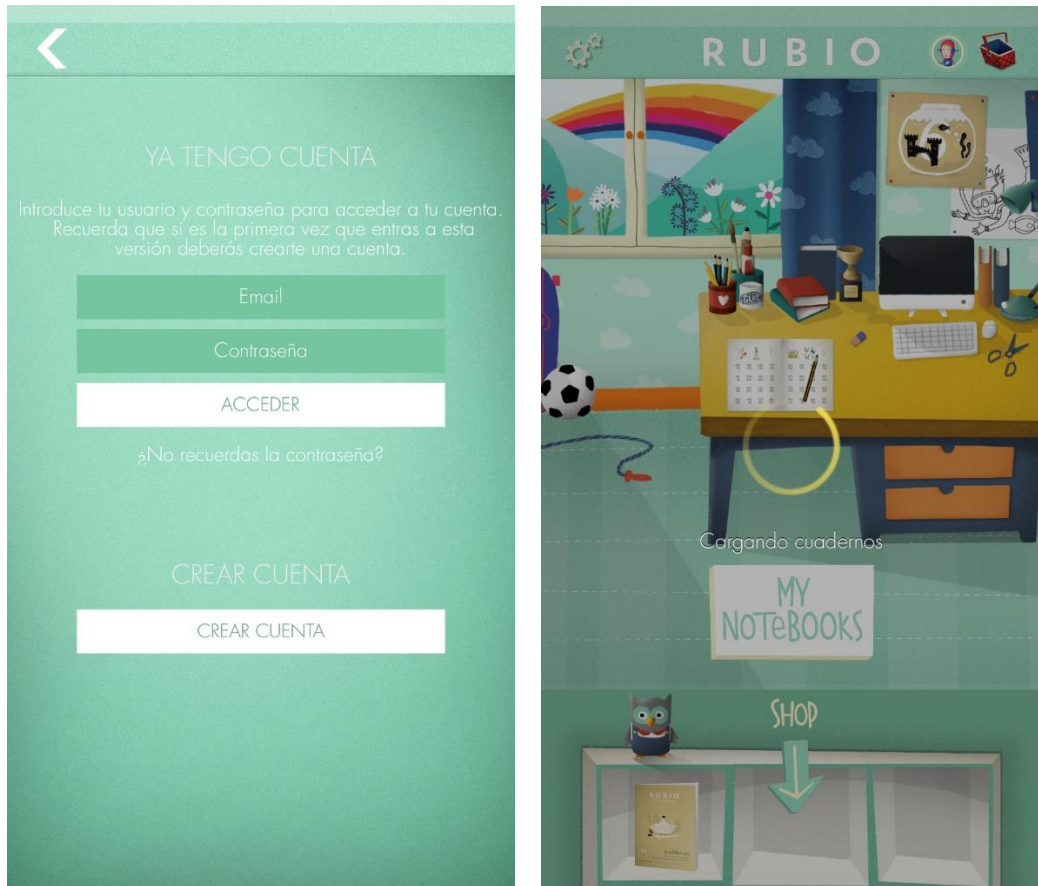 YA TENGO CUENTA
Introduce tu usuario y contraseña para acceder a tu cuenta.
Recuerda que si es la primera vez que entras a esta
versión deberás crearte una cuenta.
Email
Contraseña
ACCEDER
¿No recuerdas la contraseña?
CREAR CUENTA
CREAR CUENTA
RUBIO
Cargando cuadernos
MY
NOTeBOOKS
SHOP
RUBIO